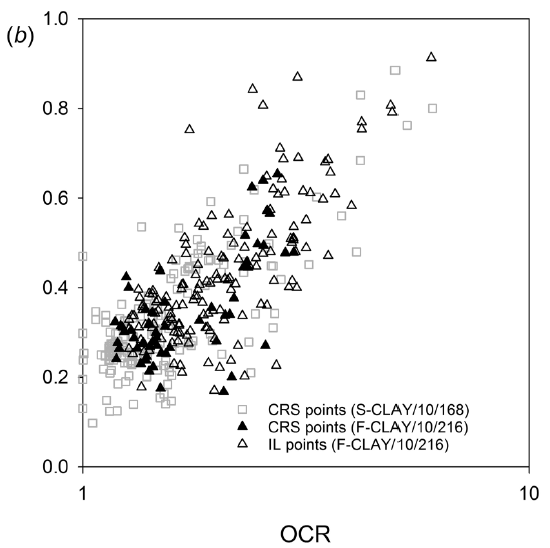 (b)
1.0
0.8
0.6
0.4
0.2
0.0
CRS points (S-CLAY/10/168)
CRS points (F-CLAY/10/216)
IL points (F-CLAY/10/216)
1 10
OCR